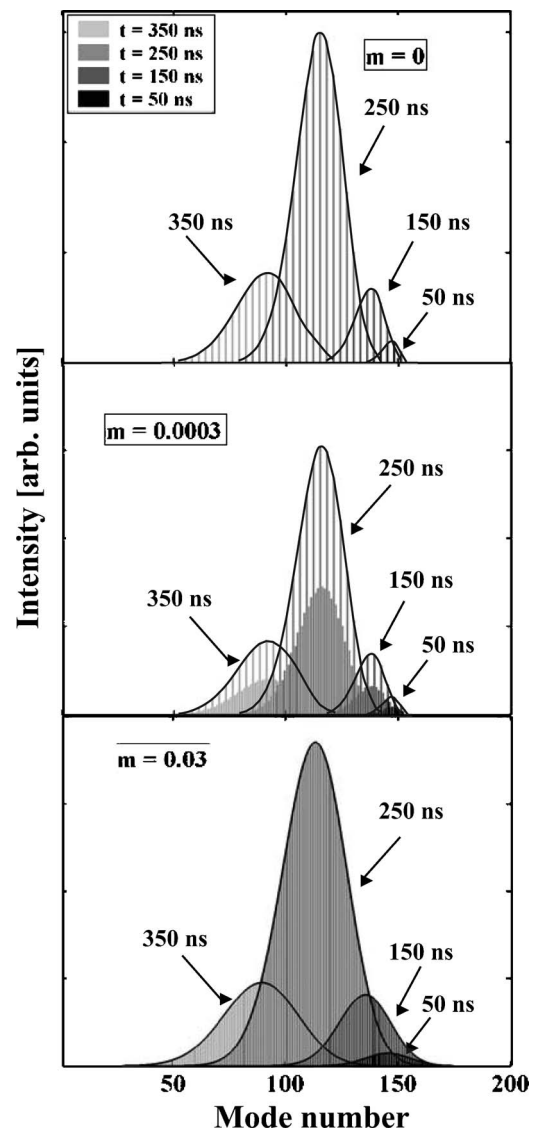 t = 350 ns
t = 250 ns
t = 150 ns
t = 50 ns
m = 0
250 ns
350 ns
150 ns
50 ns
m = 0.0003
250 ns
350 ns
150 ns
50 ns
m = 0.03
250 ns
350 ns
150 ns
50 ns
Intensity [arb. units]
50 100 150 200
Mode number